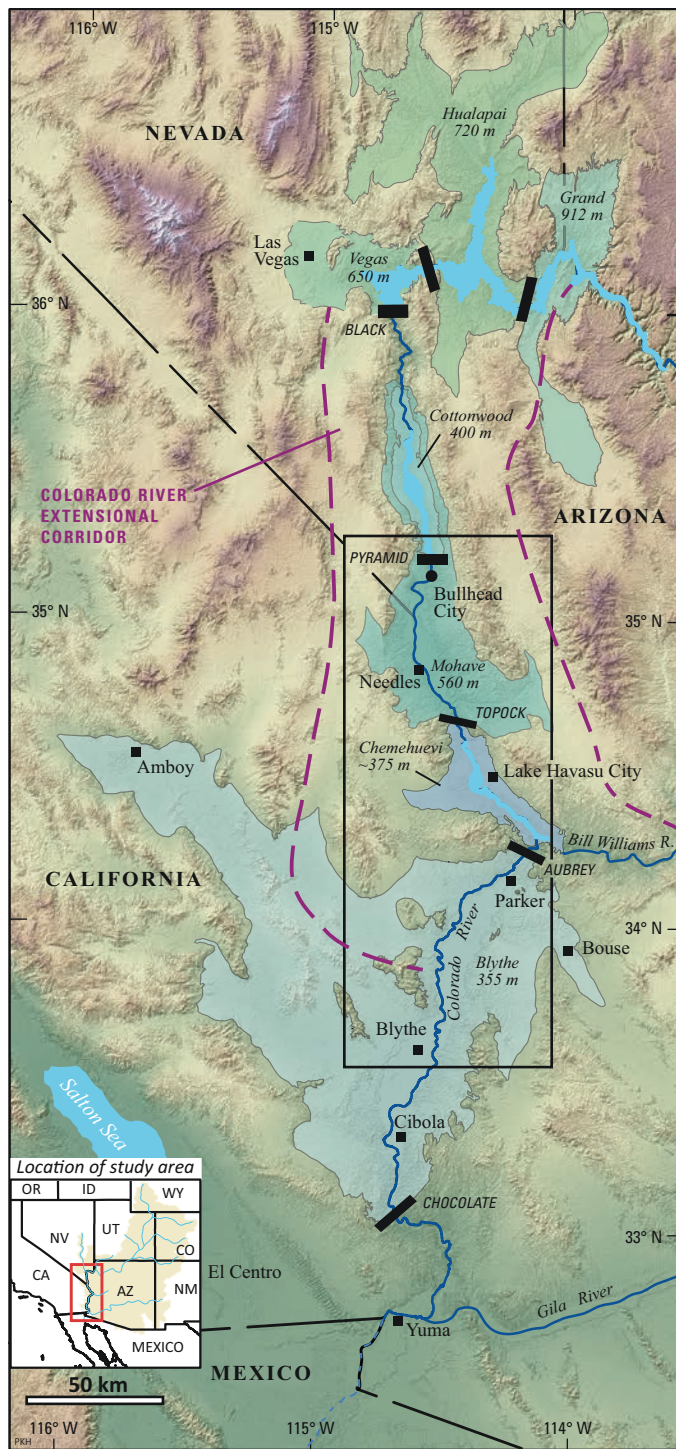 116° W
115° W
114° W
Hualapai
720 m
NEVADA
Grand
912 m
Las
Vegas
Vegas
650 m
36° N
BLACK
Cottonwood
400 m
COLORADO RIVER
EXTENSIONAL
CORRIDOR
ARIZONA
PYRAMID
Bullhead
City
35° N
35° N
Mohave
560 m
Needles
TOPOCK
Chemehuevi
~375 m
Amboy
Lake Havasu City
Bill Williams R.
AUBREY
CALIFORNIA
Parker
34° N
Colorado River
Bouse
Blythe
355 m
Blythe
Salton Sea
Cibola
Location of study area
OR
ID
WY
NV
UT
CO
CA
AZ
NM
MEXICO
CHOCOLATE
33° N
El Centro
Gila River
Yuma
MEXICO
50 km
PKH
116° W
115° W
114° W